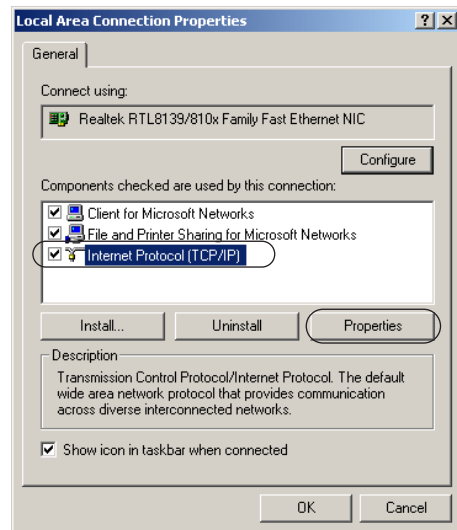 Local Area Connection Properties
General
Connect using:
Realtek RTL8139/810x Family Fast Ethernet NIC
Configure
Components checked are used by this connection:
Client for Microsoft Networks
File and Printer Sharing for Microsoft Networks
Internet Protocol (TCP/IP)
Install...
Uninstall
Properties
Description
Transmission Control Protocol/Internet Protocol. The default
wide area network protocol that provides communication
across diverse interconnected networks.
Show icon in taskbar when connected
OK
Cancel